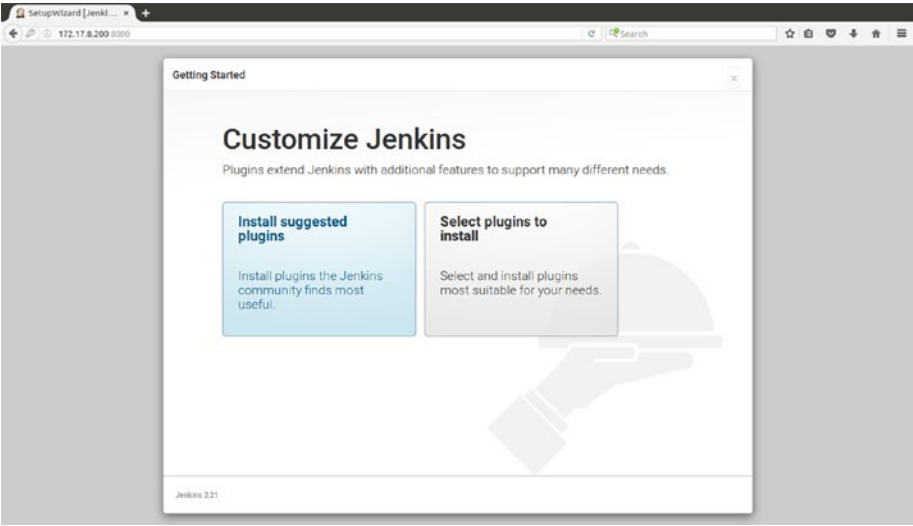 SetupWizard [Jenki...
172.17.8.200:8080
Search
Getting Started
Customize Jenkins
Plugins extend Jenkins with additional features to support many different needs.
Install suggested
plugins
Install plugins the Jenkins
community finds most
useful.
Select plugins to
install
Select and install plugins
most suitable for your needs.
Jenkins 2.21